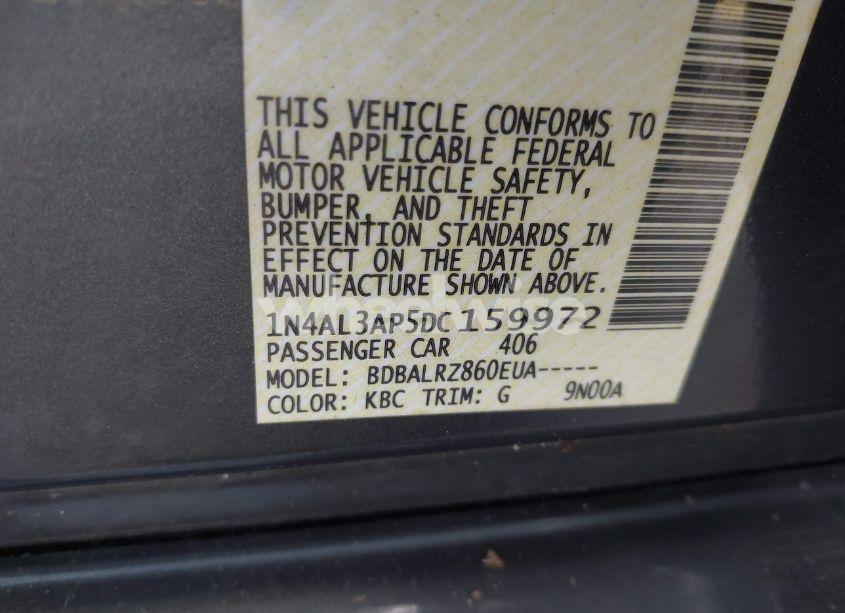 THIS VEHICLE CONFORMS TO
ALL APPLICABLE FEDERAL
MOTOR VEHICLE SAFETY,
BUMPER, AND THEFT
PREVENTION STANDARDS IN
EFFECT ON THE DATE OF
MANUFACTURE SHOWN ABOVE.
1N4AL3AP5DC159972
PASSENGER CAR 406
MODEL: BDBALRZ860EUA-----
COLOR: KBC TRIM: G 9N00A